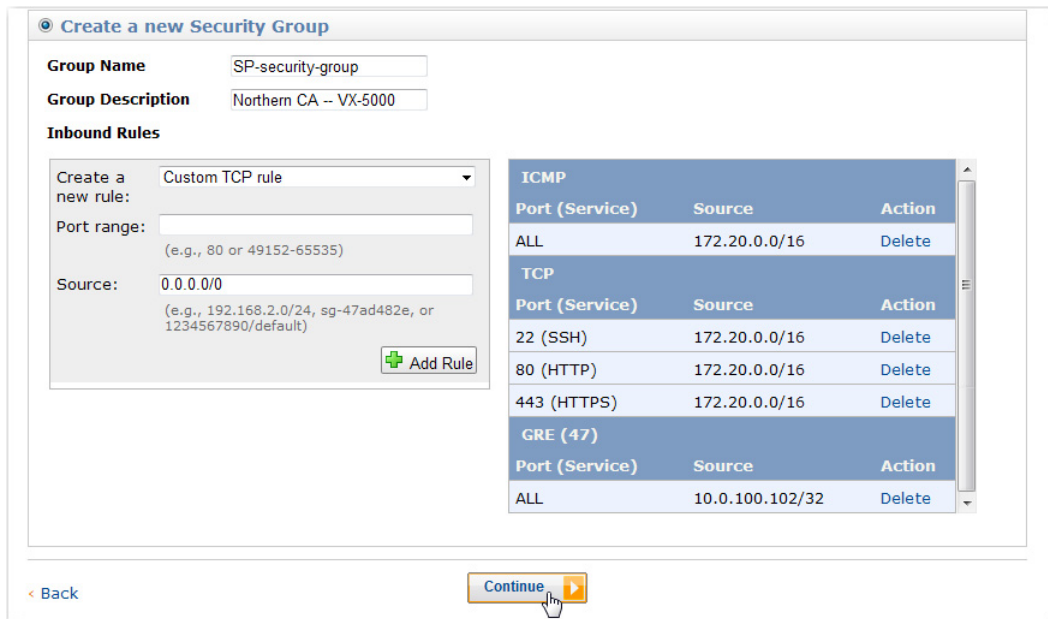 Create a new Security Group
Group Name SP-security-group
Group Description Northern CA -- VX-5000
Inbound Rules
Create a new rule: Custom TCP rule
Port range:
(e.g., 80 or 49152-65535)
Source: 0.0.0.0/0
(e.g., 192.168.2.0/24, sg-47ad482e, or
1234567890/default)
Add Rule
ICMP
Port (Service) Source Action
ALL 172.20.0.0/16 Delete
TCP
Port (Service) Source Action
22 (SSH) 172.20.0.0/16 Delete
80 (HTTP) 172.20.0.0/16 Delete
443 (HTTPS) 172.20.0.0/16 Delete
GRE (47)
Port (Service) Source Action
ALL 10.0.100.102/32 Delete
‹ Back
Continue